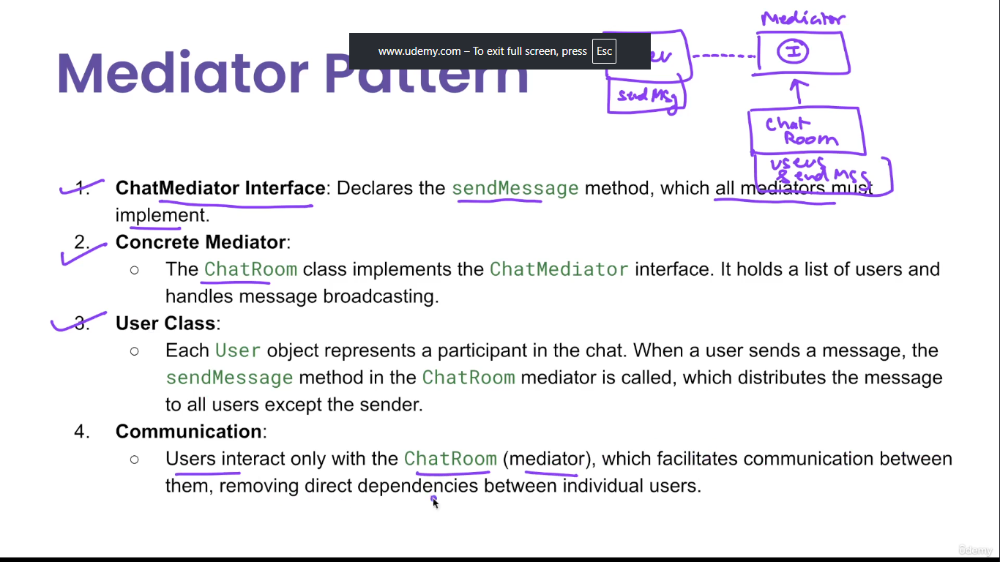 Mediator
www.udemy.com – To exit full screen, press Esc
Mediator Pattern
I
sendMsg
Chat
Room
users
sendMsg
1. ChatMediator Interface: Declares the sendMessage method, which all mediators must
implement.
2. Concrete Mediator:
○ The ChatRoom class implements the ChatMediator interface. It holds a list of users and
handles message broadcasting.
3. User Class:
○ Each User object represents a participant in the chat. When a user sends a message, the
sendMessage method in the ChatRoom mediator is called, which distributes the message
to all users except the sender.
4. Communication:
○ Users interact only with the ChatRoom (mediator), which facilitates communication between
them, removing direct dependencies between individual users.
ûdemy